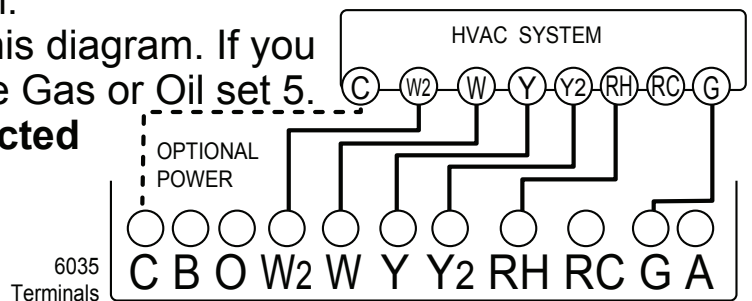 his diagram. If you
HVAC SYSTEM
e Gas or Oil set 5.
C W2 W Y Y2 RH RC G
cted
OPTIONAL
POWER
C B O W2 W Y Y2 RH RC G A
6035
Terminals